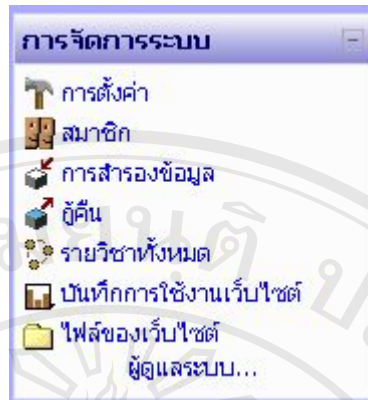 การจัดการระบบ
การตั้งค่า
สมาชิก
การสำรองข้อมูล
กู้คืน
รายวิชาทั้งหมด
บันทึกการใช้งานเว็บไซต์
ไฟล์ของเว็บไซต์
ผู้ดูแลระบบ...